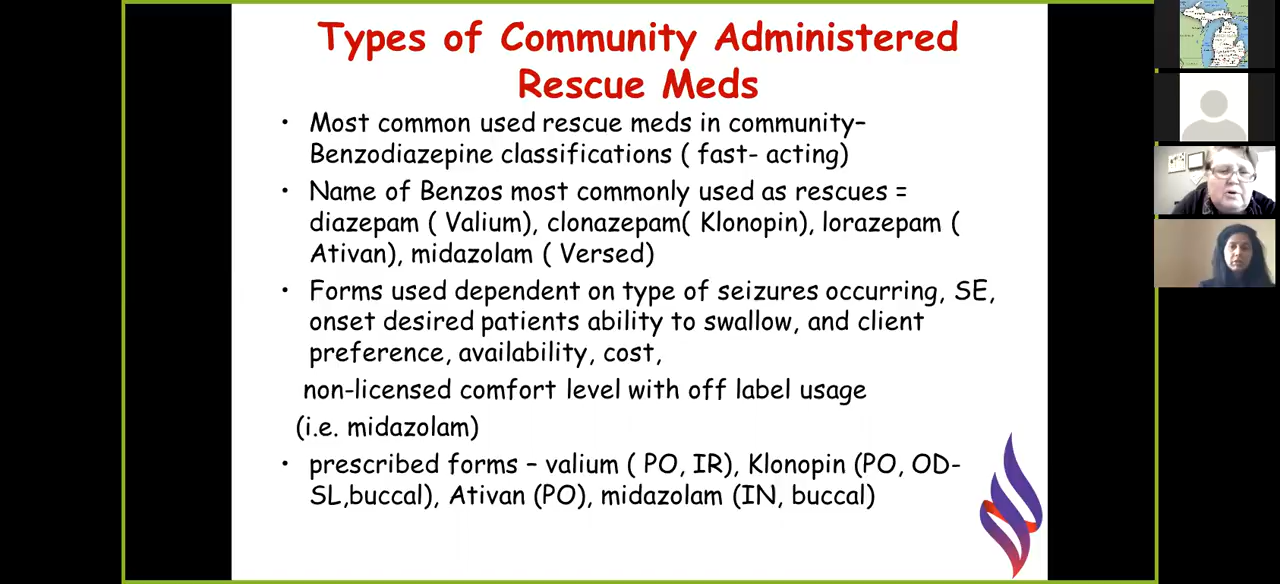 Types of Community Administered
Rescue Meds
• Most common used rescue meds in community–
Benzodiazepine classifications ( fast- acting)
• Name of Benzos most commonly used as rescues =
diazepam ( Valium), clonazepam( Klonopin), lorazepam (
Ativan), midazolam ( Versed)
• Forms used dependent on type of seizures occurring, SE,
onset desired patients ability to swallow, and client
preference, availability, cost,
non-licensed comfort level with off label usage
(i.e. midazolam)
• prescribed forms – valium ( PO, IR), Klonopin (PO, OD-
SL,buccal), Ativan (PO), midazolam (IN, buccal)